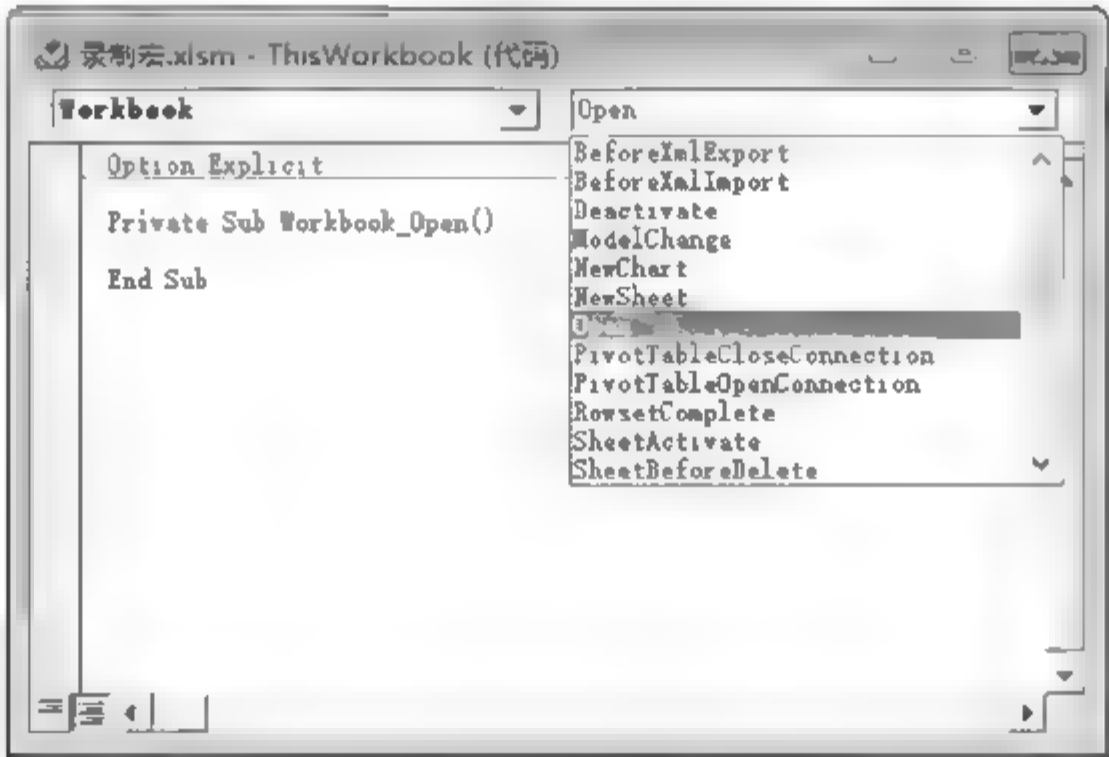 录制宏.xlsm - ThisWorkbook (代码)
Workbook
Open
Option Explicit
Private Sub Workbook_Open()
End Sub
BeforeXmlExport
BeforeXmlImport
Deactivate
ModelChange
NewChart
NewSheet
PivotTableCloseConnection
PivotTableOpenConnection
RowsetComplete
SheetActivate
SheetBeforeDelete